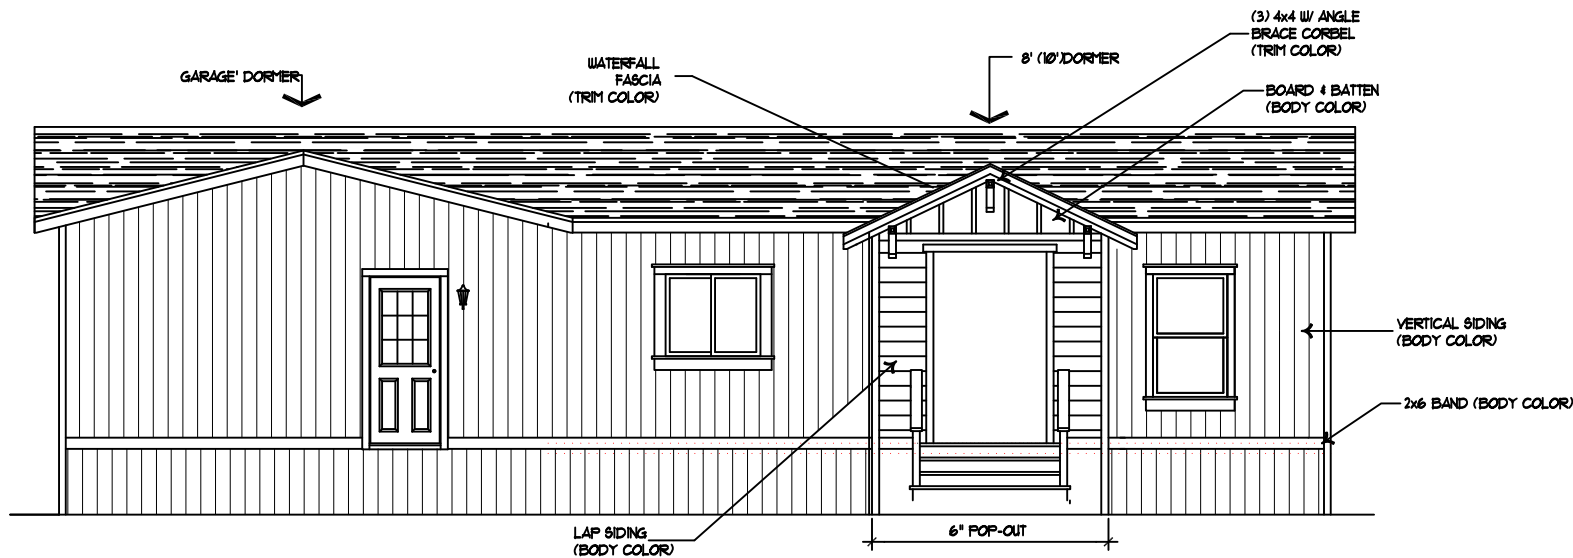 (3) 4x4 W/ ANGLE
BRACE CORBEL
(TRIM COLOR)
GARAGE' DORMER
WATERFALL
FASCIA
(TRIM COLOR)
8' (10')DORMER
BOARD & BATTEN
(BODY COLOR)
VERTICAL SIDING
(BODY COLOR)
2x6 BAND (BODY COLOR)
LAP SIDING
(BODY COLOR)
6" POP-OUT